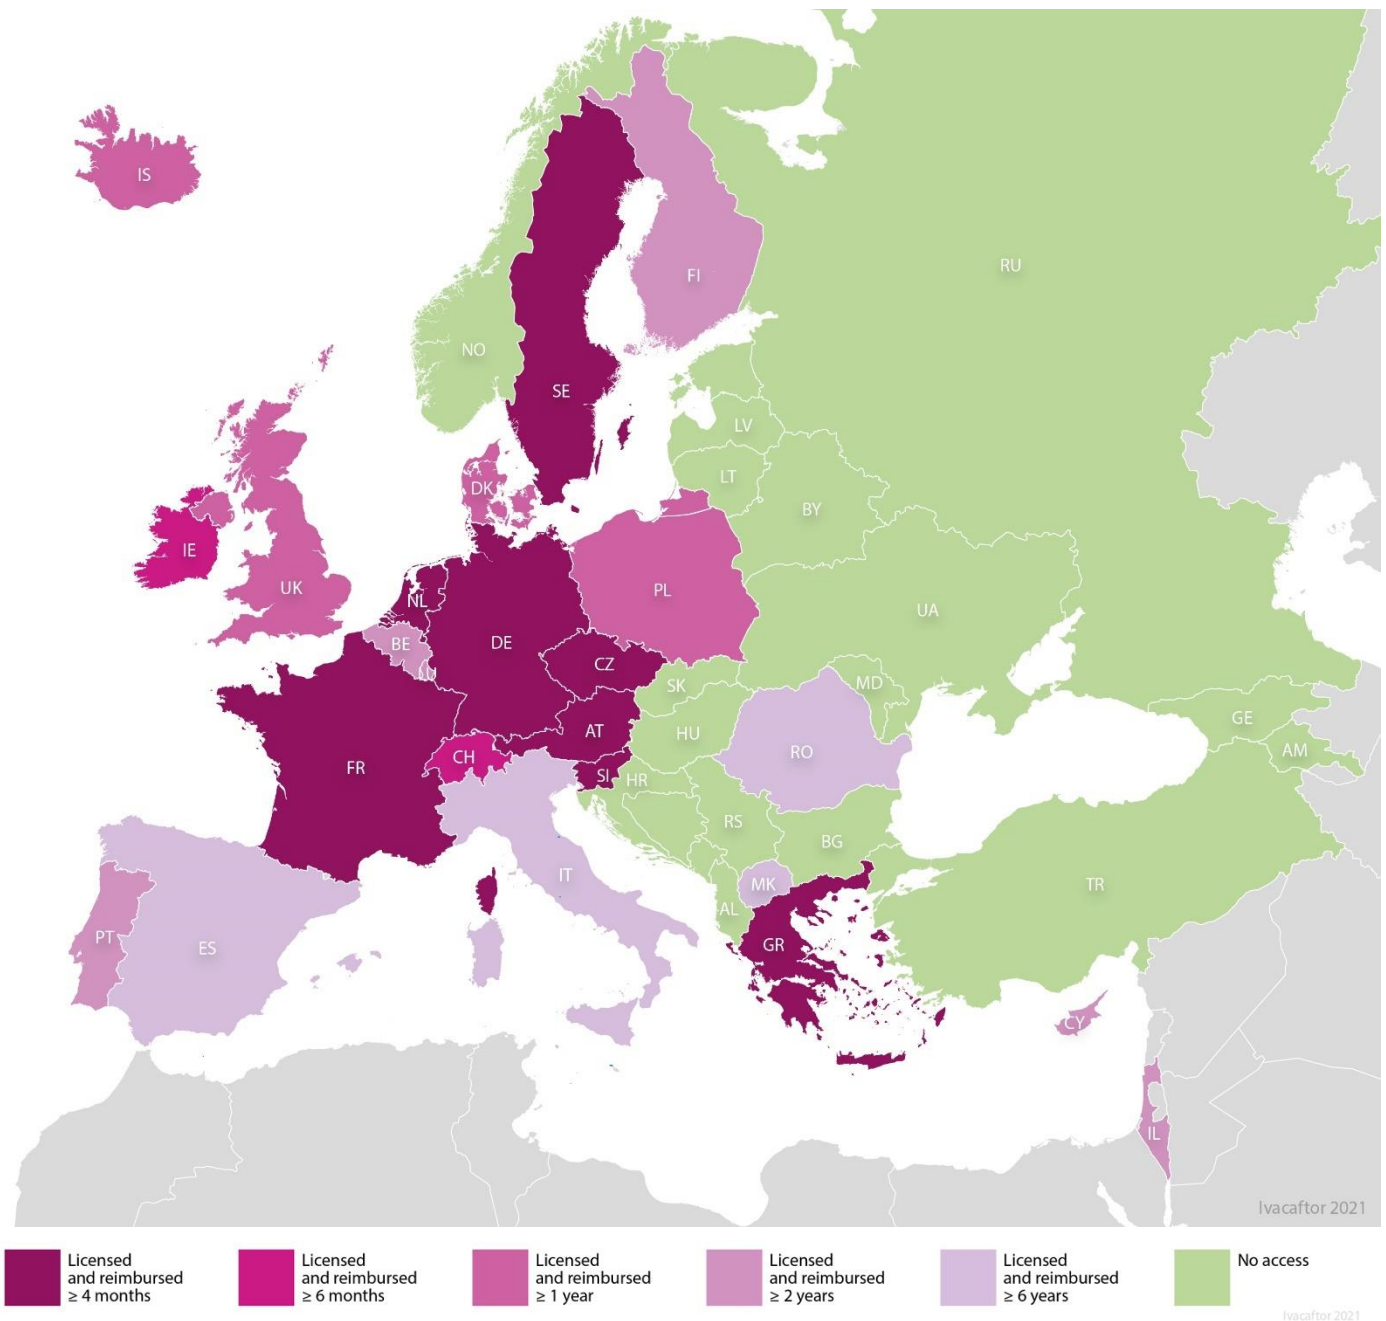 IS
RU
FI
NO
SE
LV
LT
DK
BY
IE
UK
PL
NL
UA
BE
DE
CZ
LU
SK
MD
AT
HU
GE
CH
RO
AM
FR
SI
HR
RS
BG
IT
MK
TR
AL
PT
ES
GR
CY
IL
Ivacaftor 2021
Licensed
and reimbursed
≥ 4 months
Licensed
and reimbursed
≥ 6 months
Licensed
and reimbursed
≥ 1 year
Licensed
and reimbursed
≥ 2 years
Licensed
and reimbursed
≥ 6 years
No access
Ivacaftor 2021